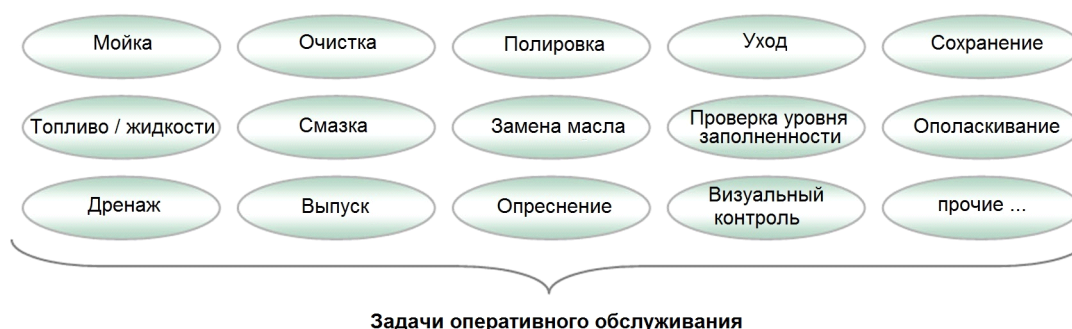 Мойка
Очистка
Полировка
Уход
Сохранение
Топливо / жидкости
Смазка
Замена масла
Проверка уровня
заполненности
Ополаскивание
Дренаж
Выпуск
Опреснение
Визуальный
контроль
прочие ...
Задачи оперативного обслуживания